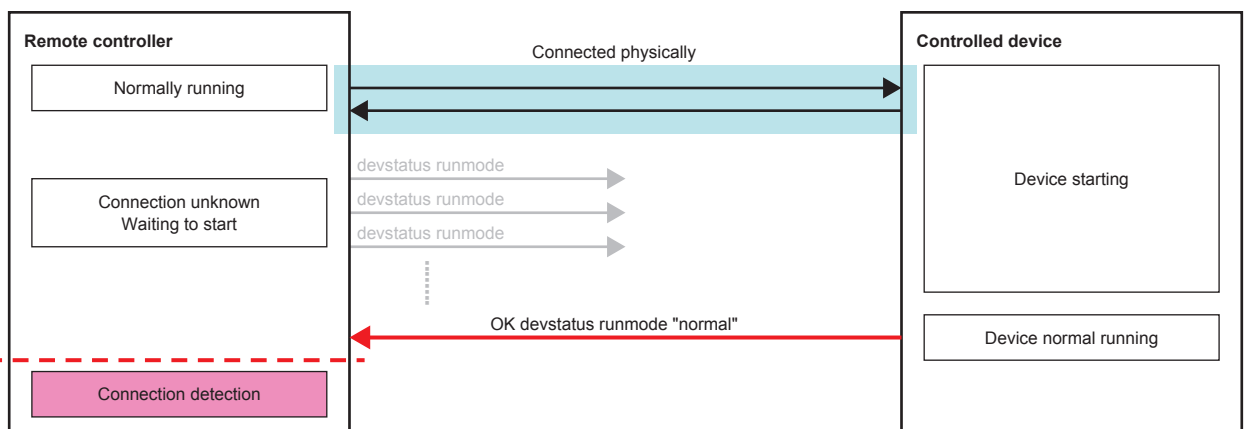 Remote controller
Connected physically
Controlled device
Normally running
devstatus runmode
Device starting
Connection unknown
Waiting to start
devstatus runmode
devstatus runmode
OK devstatus runmode "normal"
Device normal running
Connection detection